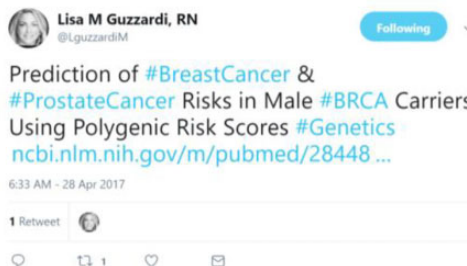 Lisa M Guzzardi, RN
@LguzzardiM
Following
Prediction of #BreastCancer &
#ProstateCancer Risks in Male #BRCA Carriers
Using Polygenic Risk Scores #Genetics
ncbi.nlm.nih.gov/m/pubmed/28448 ...
6:33 AM - 28 Apr 2017
1 Retweet
1